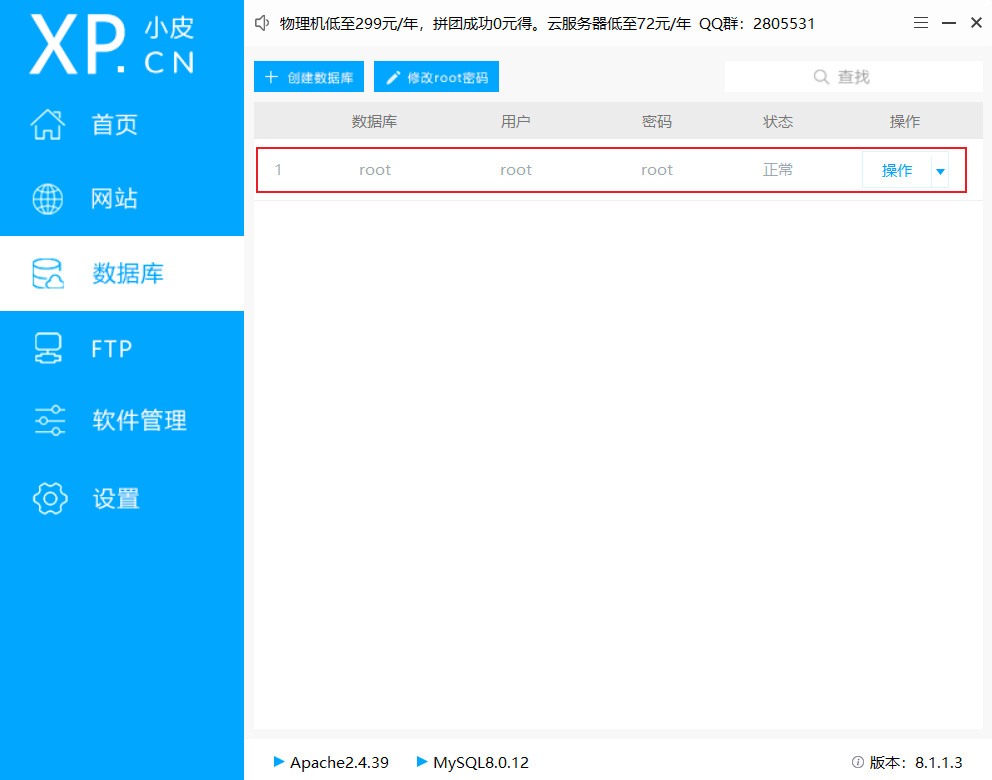 XP.CN 小皮
物理机低至299元/年，拼团成功0元得。云服务器低至72元/年 QQ群：2805531
首页
网站
数据库
FTP
软件管理
设置
创建数据库 修改root密码 查找
数据库 用户 密码 状态 操作
1 root root root 正常 操作
Apache2.4.39 MySQL8.0.12 版本：8.1.1.3